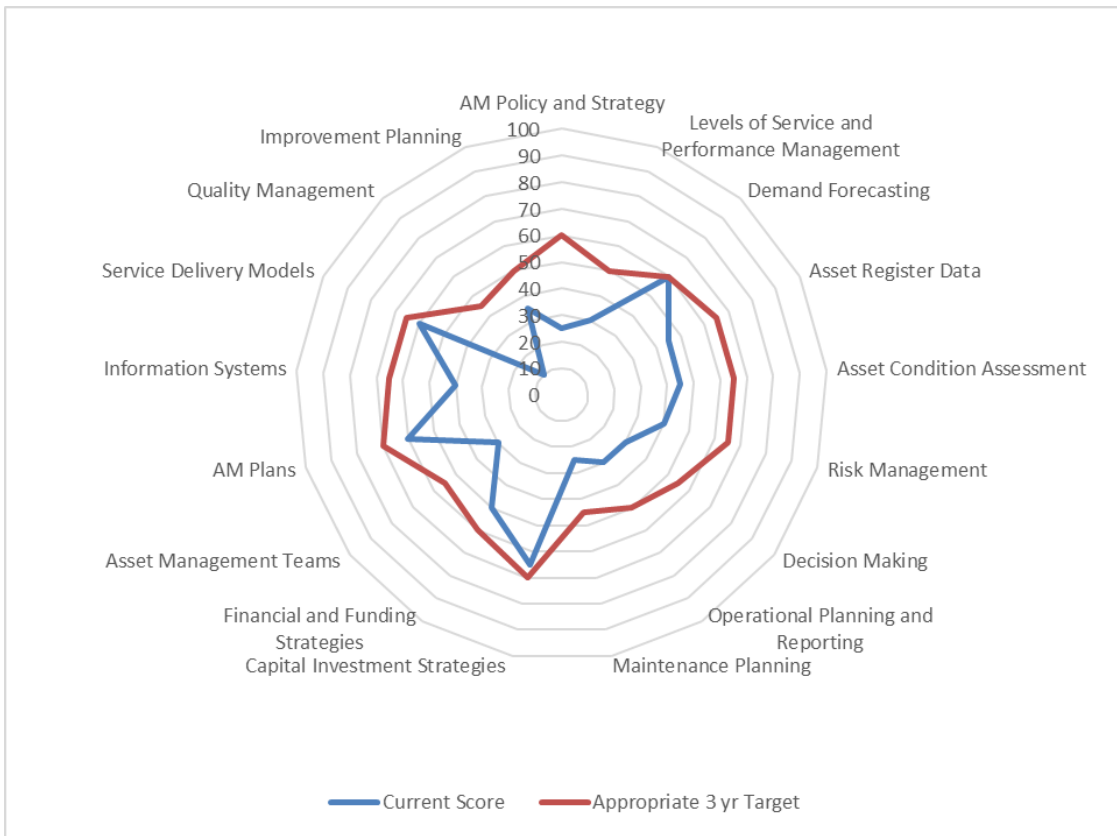 AM Policy and Strategy
Levels of Service and
Performance Management
Demand Forecasting
Asset Register Data
Asset Condition Assessment
Risk Management
Decision Making
Operational Planning and
Reporting
Maintenance Planning
Capital Investment Strategies
Financial and Funding
Strategies
Asset Management Teams
AM Plans
Information Systems
Service Delivery Models
Quality Management
Improvement Planning
100
90
80
70
60
50
40
30
20
10
0
Current Score
Appropriate 3 yr Target